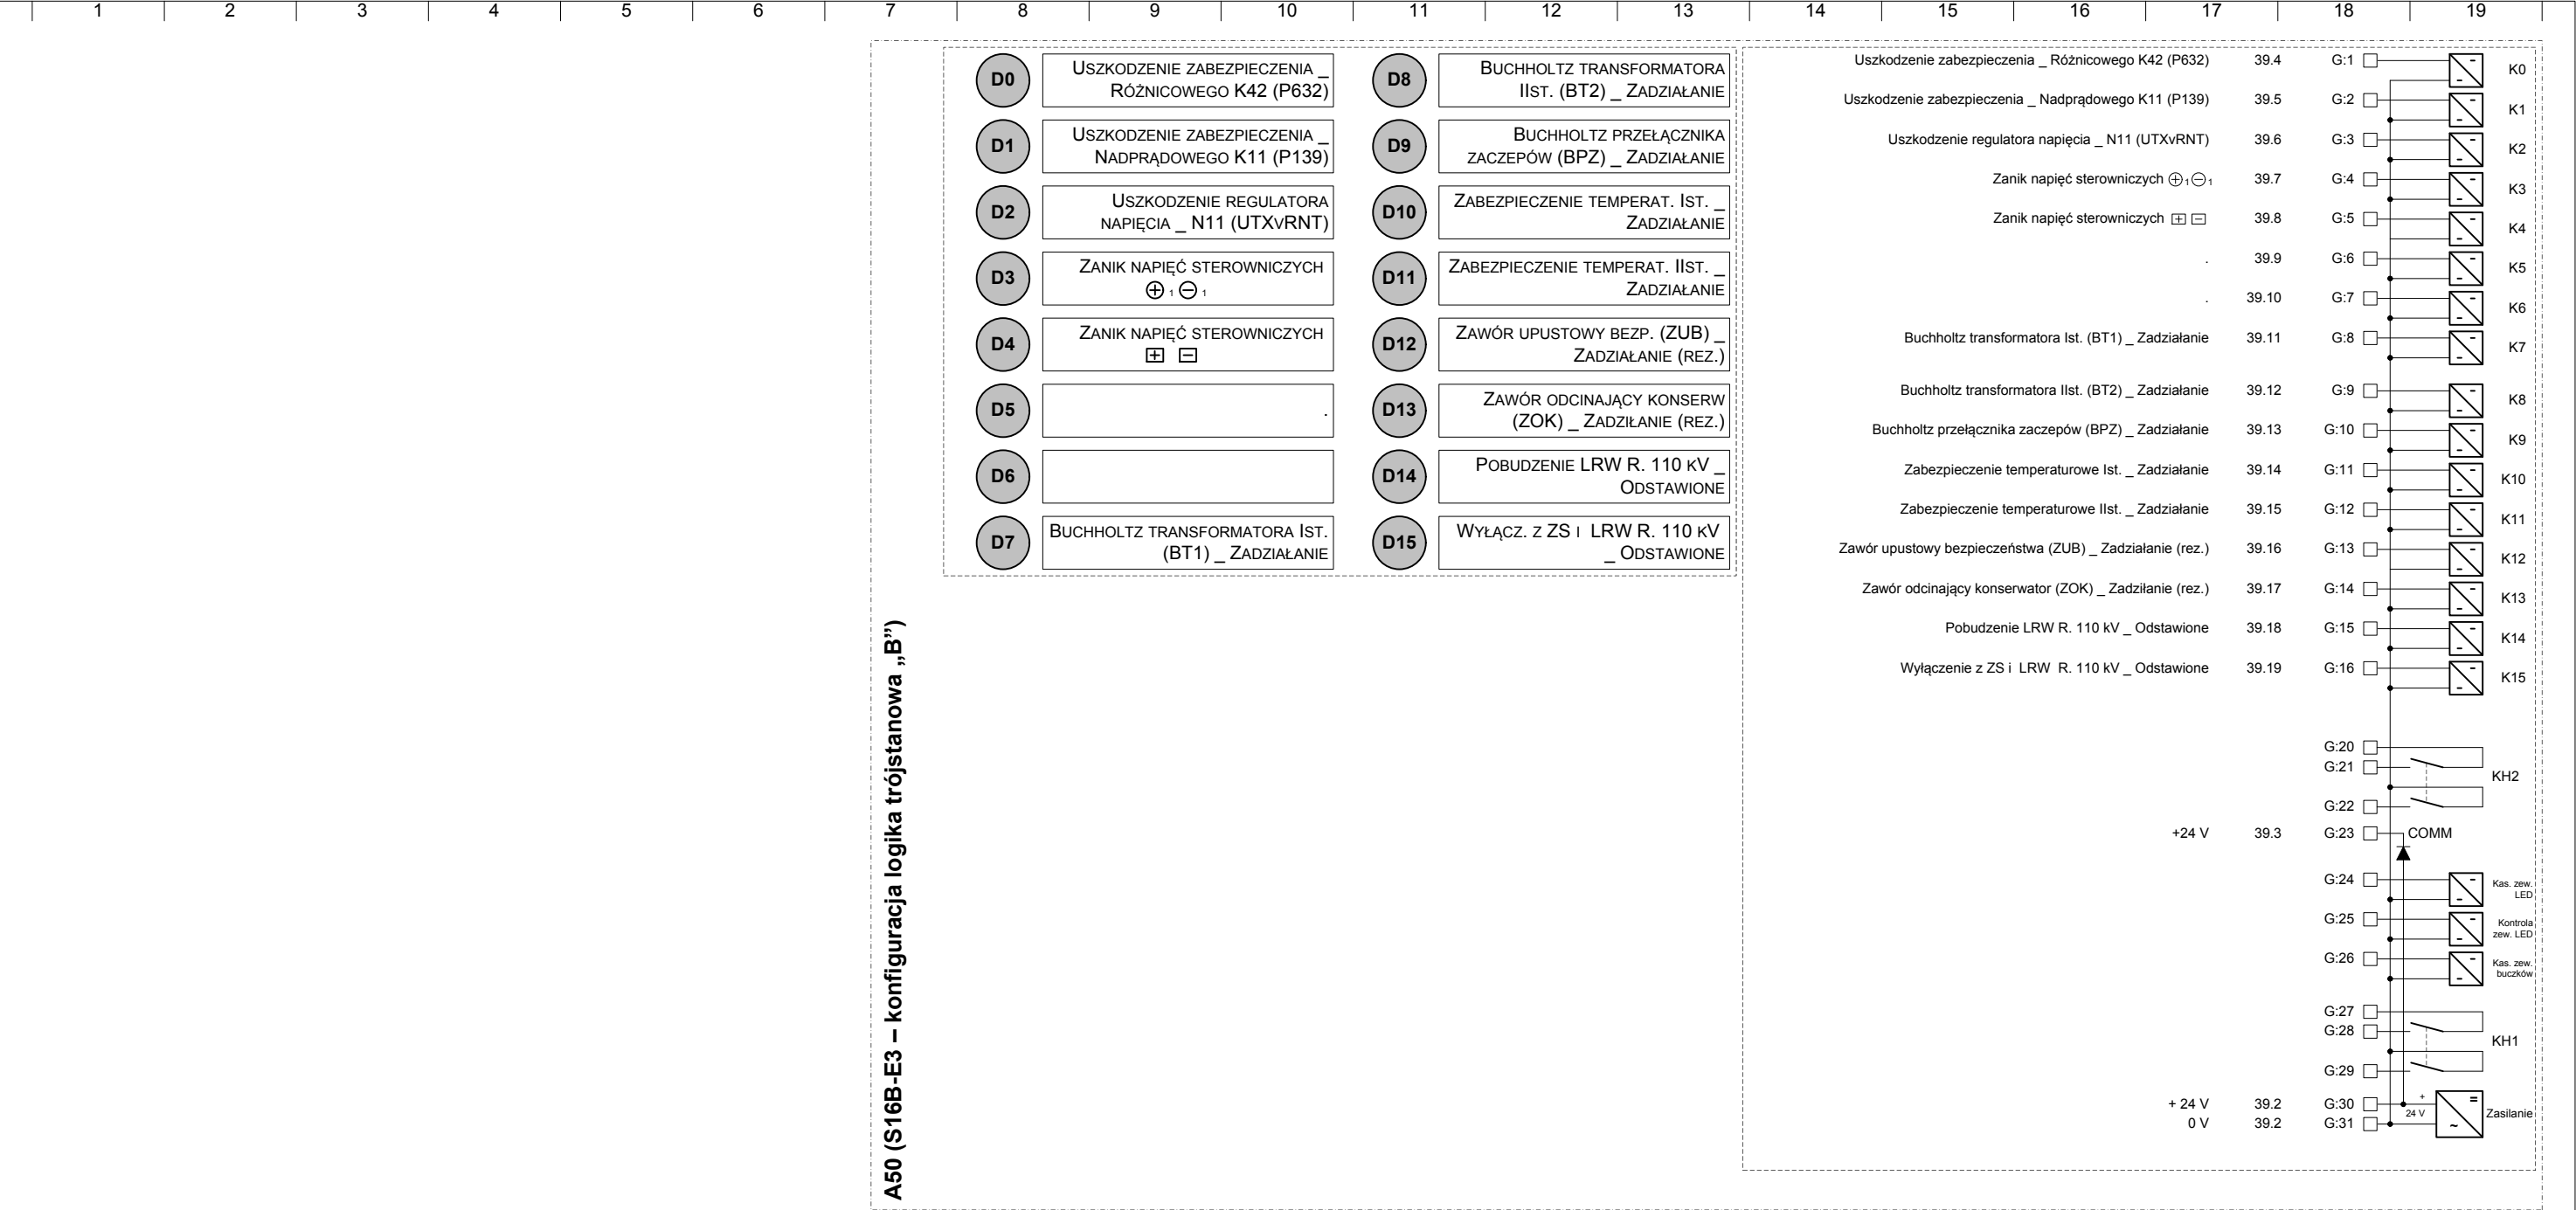 1 2 3 4 5 6 7 8 9 10 11 12 13 14 15 16 17 18 19
D0
USZKODZENIE ZABEZPIECZENIA _
RÓŻNICOWEGO K42 (P632)
D1
USZKODZENIE ZABEZPIECZENIA _
NADPRĄDOWEGO K11 (P139)
D2
USZKODZENIE REGULATORA
NAPIĘCIA _ N11 (UTXVRNT)
D3
ZANIK NAPIĘĆ STEROWNICZYCH
⊕ 1 ⊖ 1
D4
ZANIK NAPIĘĆ STEROWNICZYCH
⊞ ⊟
D5
.
D6
D7
BUCHHOLTZ TRANSFORMATORA IST.
(BT1) _ ZADZIAŁANIE
D8
BUCHHOLTZ TRANSFORMATORA
IIST. (BT2) _ ZADZIAŁANIE
D9
BUCHHOLTZ PRZEŁĄCZNIKA
ZACZEPÓW (BPZ) _ ZADZIAŁANIE
D10
ZABEZPIECZENIE TEMPERAT. IST. _
ZADZIAŁANIE
D11
ZABEZPIECZENIE TEMPERAT. IIST. _
ZADZIAŁANIE
D12
ZAWÓR UPUSTOWY BEZP. (ZUB) _
ZADZIAŁANIE (REZ.)
D13
ZAWÓR ODCINAJĄCY KONSERW
(ZOK) _ ZADZIŁANIE (REZ.)
D14
POBUDZENIE LRW R. 110 KV _
ODSTAWIONE
D15
WYŁĄCZ. Z ZS I LRW R. 110 KV
_ ODSTAWIONE
A50 (S16B-E3 – konfiguracja logika trójstanowa „B”)
Uszkodzenie zabezpieczenia _ Różnicowego K42 (P632) 39.4 G:1 K0
Uszkodzenie zabezpieczenia _ Nadprądowego K11 (P139) 39.5 G:2 K1
Uszkodzenie regulatora napięcia _ N11 (UTXvRNT) 39.6 G:3 K2
Zanik napięć sterowniczych ⊕ 1 ⊖ 1 39.7 G:4 K3
Zanik napięć sterowniczych ⊞ ⊟ 39.8 G:5 K4
. 39.9 G:6 K5
. 39.10 G:7 K6
Buchholtz transformatora Ist. (BT1) _ Zadziałanie 39.11 G:8 K7
Buchholtz transformatora IIst. (BT2) _ Zadziałanie 39.12 G:9 K8
Buchholtz przełącznika zaczepów (BPZ) _ Zadziałanie 39.13 G:10 K9
Zabezpieczenie temperaturowe Ist. _ Zadziałanie 39.14 G:11 K10
Zabezpieczenie temperaturowe IIst. _ Zadziałanie 39.15 G:12 K11
Zawór upustowy bezpieczeństwa (ZUB) _ Zadziałanie (rez.) 39.16 G:13 K12
Zawór odcinający konserwator (ZOK) _ Zadziłanie (rez.) 39.17 G:14 K13
Pobudzenie LRW R. 110 kV _ Odstawione 39.18 G:15 K14
Wyłączenie z ZS i LRW R. 110 kV _ Odstawione 39.19 G:16 K15
G:20
G:21
KH2
G:22
+24 V 39.3 G:23 COMM
G:24
Kas. zew.
LED
G:25
Kontrola
zew. LED
G:26
Kas. zew.
buczków
G:27
G:28
KH1
G:29
+ 24 V 39.2 G:30
+
24 V
=
~
Zasilanie
0 V 39.2 G:31